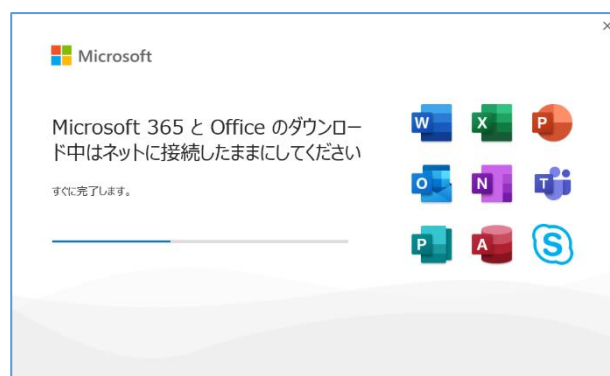 Microsoft
Microsoft 365 と Office のダウンロー
ド中はネットに接続したままにしてください
すぐに完了します。
W
X
P
O
N
T
P
A
S